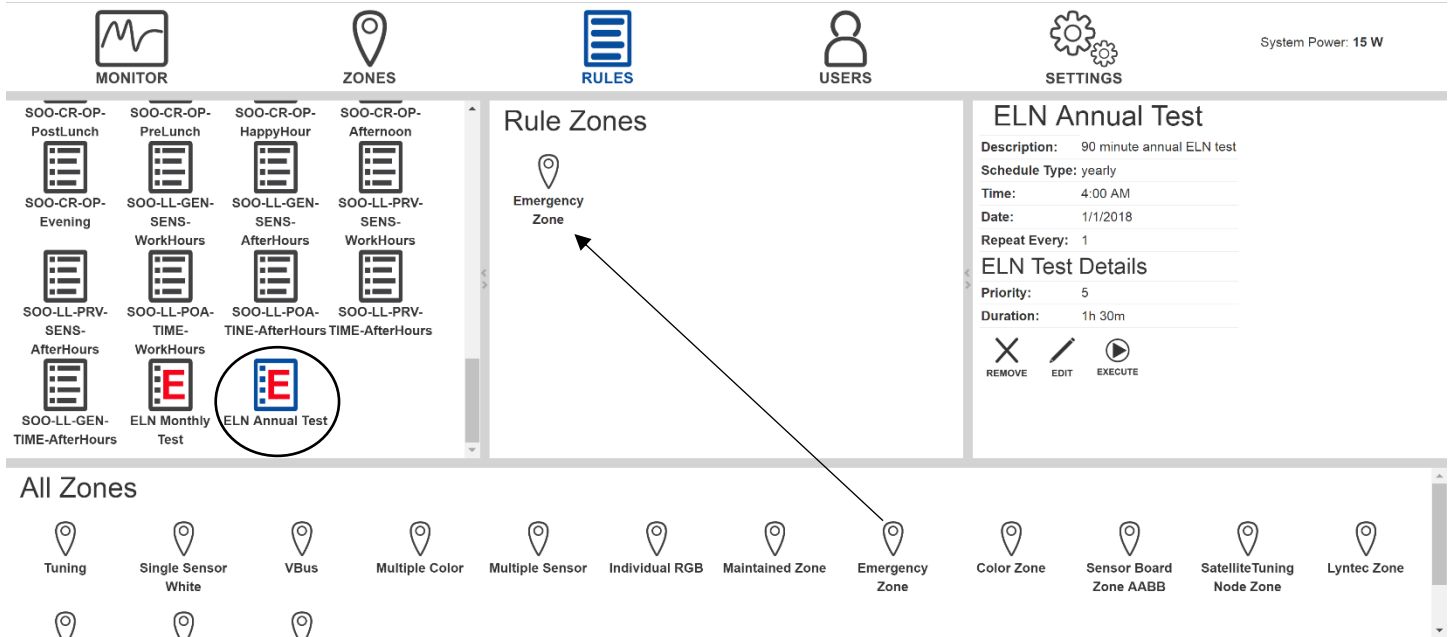 MONITOR
ZONES
RULES
USERS
SETTINGS
System Power: 15 W
SOO-CR-OP-
PostLunch
SOO-CR-OP-
PreLunch
SOO-CR-OP-
HappyHour
SOO-CR-OP-
Afternoon
SOO-CR-OP-
Evening
SOO-LL-GEN-
SENS-
WorkHours
SOO-LL-GEN-
SENS-
AfterHours
SOO-LL-PRV-
SENS-
WorkHours
SOO-LL-PRV-
SENS-
AfterHours
SOO-LL-POA-
TIME-
WorkHours
SOO-LL-POA-
TINE-AfterHours
SOO-LL-PRV-
TIME-AfterHours
SOO-LL-GEN-
TIME-AfterHours
E
ELN Monthly
Test
E
ELN Annual Test
Rule Zones
Emergency
Zone
ELN Annual Test
Description: 90 minute annual ELN test
Schedule Type: yearly
Time: 4:00 AM
Date: 1/1/2018
Repeat Every: 1
ELN Test Details
Priority: 5
Duration: 1h 30m
REMOVE
EDIT
EXECUTE
All Zones
Tuning
Single Sensor
White
VBus
Multiple Color
Multiple Sensor
Individual RGB
Maintained Zone
Emergency
Zone
Color Zone
Sensor Board
Zone AABB
SatelliteTuning
Node Zone
Lyntec Zone